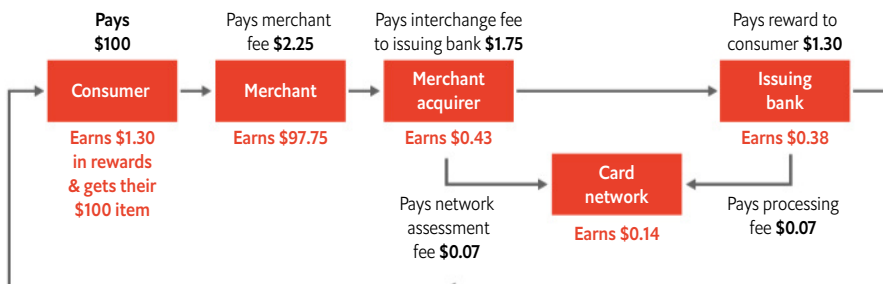 Pays
$100
Pays merchant
fee $2.25
Pays interchange fee
to issuing bank $1.75
Pays reward to
consumer $1.30
Consumer
Merchant
Merchant
acquirer
Issuing
bank
Earns $1.30
in rewards
& gets their
$100 item
Earns $97.75
Earns $0.43
Earns $0.38
Card
network
Earns $0.14
Pays network
assessment
fee $0.07
Pays processing
fee $0.07